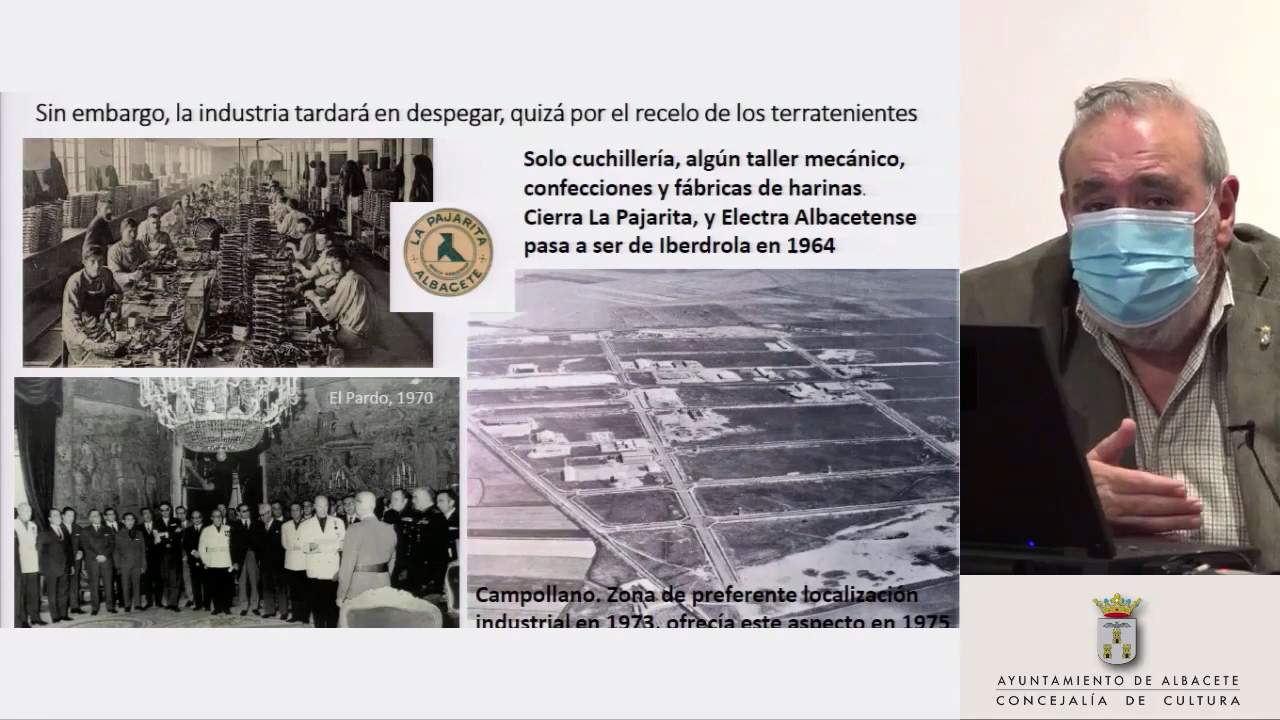 Sin embargo, la industria tardará en despegar, quizá por el recelo de los terratenientes
Solo cuchillería, algún taller mecánico,
confecciones y fábricas de harinas.
Cierra La Pajarita, y Electra Albacetense
pasa a ser de Iberdrola en 1964
LA PAJARITA
ALBACETE
El Pardo, 1970
Campollano. Zona de preferente localización
industrial en 1973, ofrecía este aspecto en 1975
AYUNTAMIENTO DE ALBACETE
CONCEJALÍA DE CULTURA